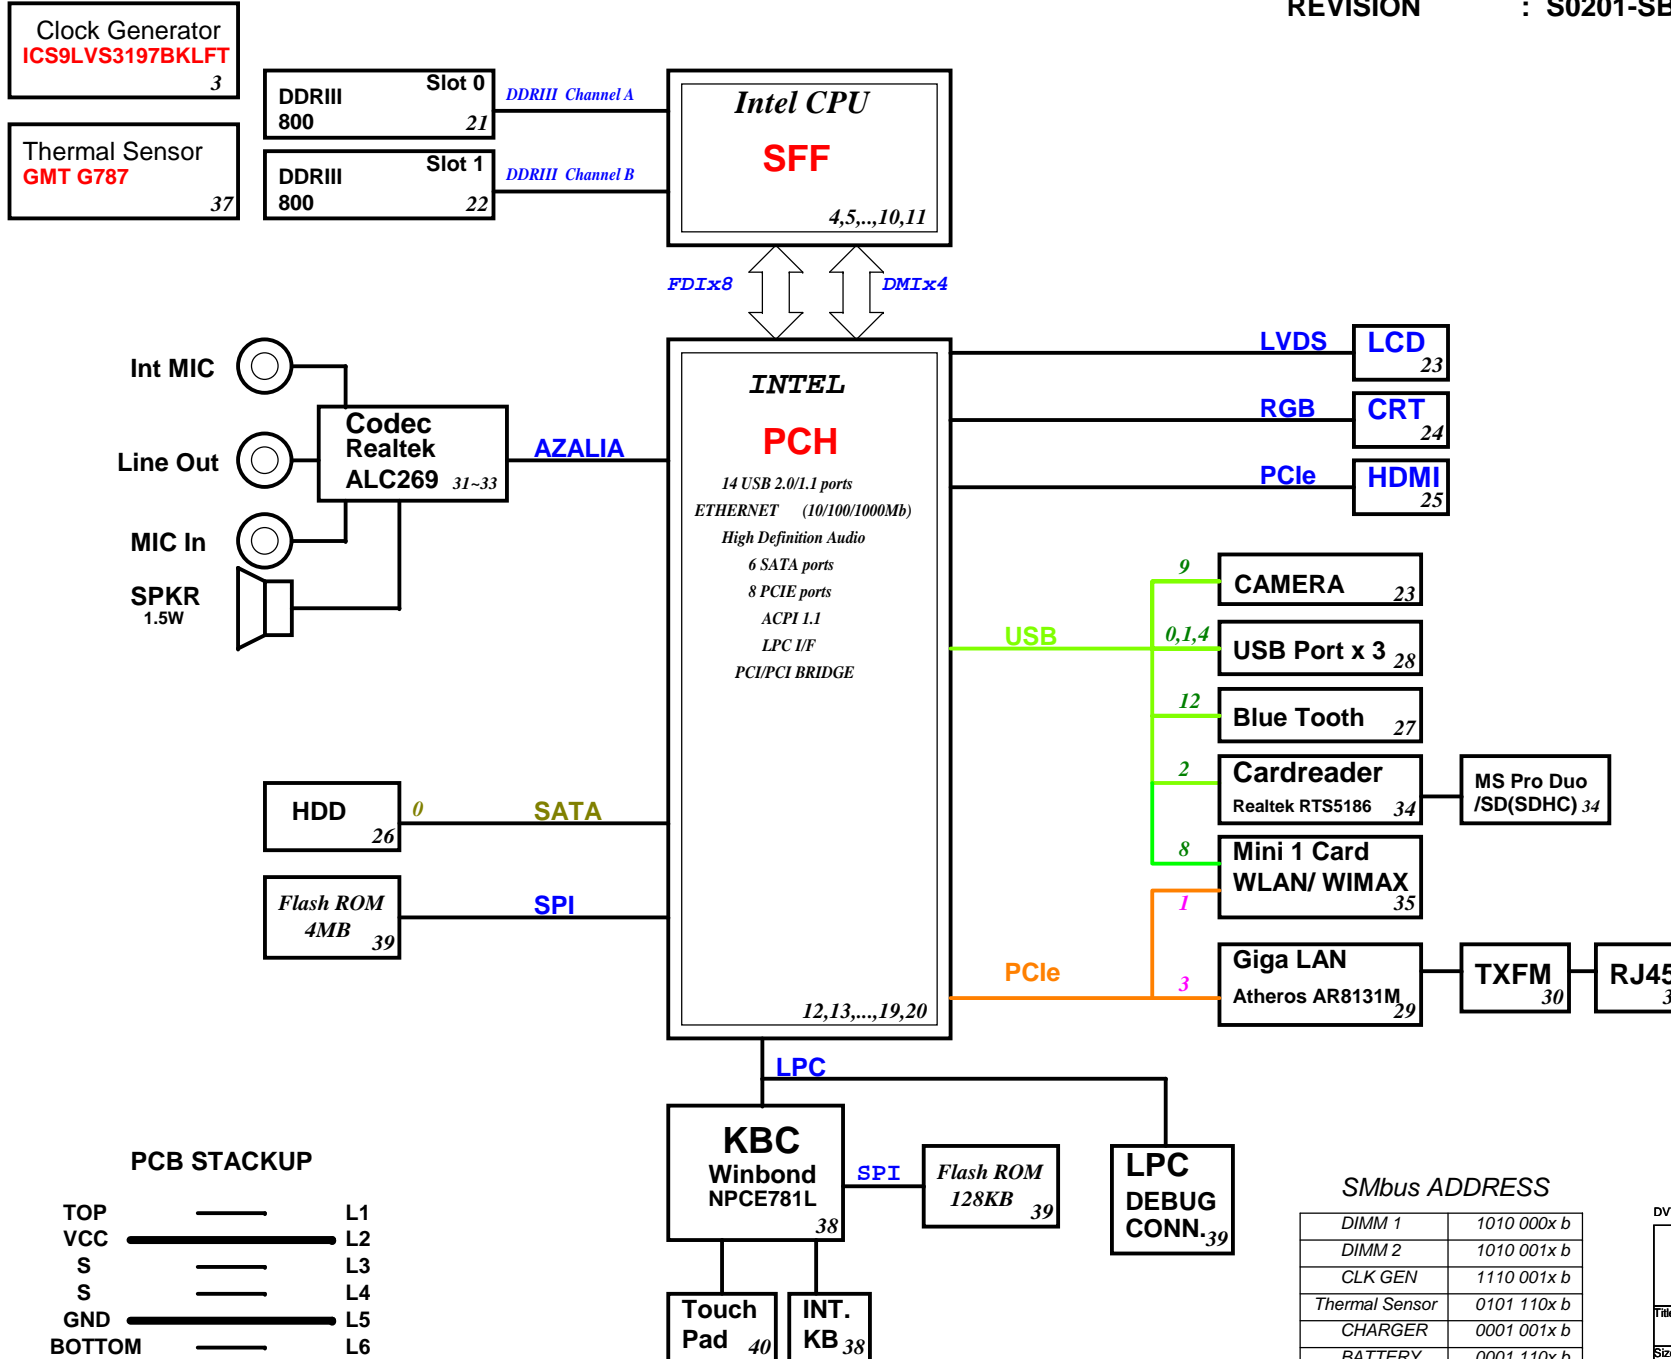 REVISION : S0201-SB
Clock Generator
ICS9LVS3197BKLFT
3
Thermal Sensor
GMT G787
37
DDRIII Slot 0
800 21
DDRIII Channel A
DDRIII Slot 1
800 22
DDRIII Channel B
Intel CPU
SFF
4,5,..,10,11
FDIx8 DMIx4
Int MIC
Line Out
MIC In
SPKR
1.5W
Codec
Realtek
ALC269 31~33
AZALIA
INTEL
PCH
14 USB 2.0/1.1 ports
ETHERNET (10/100/1000Mb)
High Definition Audio
6 SATA ports
8 PCIE ports
ACPI 1.1
LPC I/F
PCI/PCI BRIDGE
12,13,...,19,20
LVDS LCD
23
RGB CRT
24
PCIe HDMI
25
USB
9 CAMERA 23
0,1,4 USB Port x 3 28
12 Blue Tooth 27
2 Cardreader
Realtek RTS5186 34
MS Pro Duo
/SD(SDHC) 34
8 Mini 1 Card
WLAN/ WIMAX
1 35
PCIe
3 Giga LAN
Atheros AR8131M
29
TXFM
30
RJ45
3
HDD 0 SATA
26
Flash ROM SPI
4MB 39
LPC
KBC
Winbond
NPCE781L
38
SPI
Flash ROM
128KB 39
LPC
DEBUG
CONN. 39
Touch
Pad 40
INT.
KB 38
PCB STACKUP
TOP L1
VCC L2
S L3
S L4
GND L5
BOTTOM L6
SMbus ADDRESS
DIMM 1 1010 000x b
DIMM 2 1010 001x b
CLK GEN 1110 001x b
Thermal Sensor 0101 110x b
CHARGER 0001 001x b
BATTERY 0001 110x b